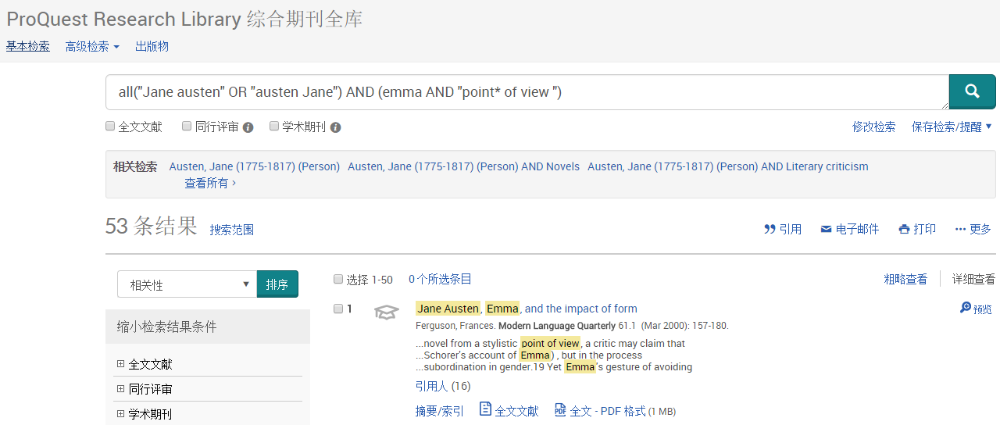 ProQuest Research Library 综合期刊全库
基本检索 高级检索 出版物
all("Jane austen" OR "austen Jane") AND (emma AND "point* of view ")
全文文献 同行评审 学术期刊 修改检索 保存检索/提醒
相关检索 Austen, Jane (1775-1817) (Person) Austen, Jane (1775-1817) (Person) AND Novels Austen, Jane (1775-1817) (Person) AND Literary criticism
查看所有 ›
53 条结果 搜索范围 引用 电子邮件 打印 ••• 更多
相关性 排序 选择 1-50 0 个所选条目 粗略查看 详细查看
1 Jane Austen, Emma, and the impact of form 预览
Ferguson, Frances. Modern Language Quarterly 61.1 (Mar 2000): 157-180.
缩小检索结果条件
...novel from a stylistic point of view, a critic may claim that
...Schorer's account of Emma) , but in the process
全文文献 ...subordination in gender.19 Yet Emma's gesture of avoiding
同行评审 引用人 (16)
学术期刊 摘要/索引 全文文献 全文 - PDF 格式 (1 MB)